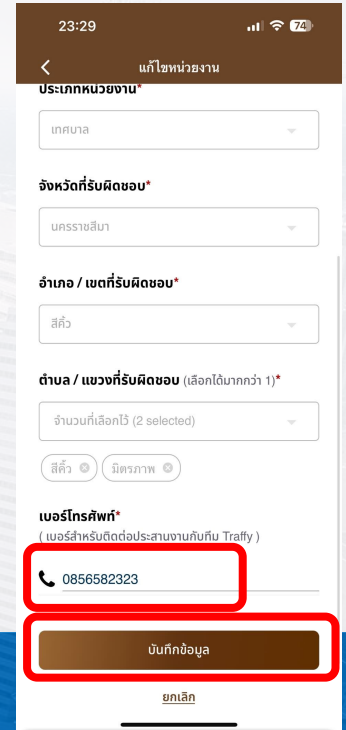 23:29
74
แก้ไขหน่วยงาน
ประเภทหน่วยงาน*
เทศบาล
จังหวัดที่รับผิดชอบ*
นครราชสีมา
อำเภอ / เขตที่รับผิดชอบ*
สีคิ้ว
ตำบล / แขวงที่รับผิดชอบ (เลือกได้มากกว่า 1)*
จำนวนที่เลือกไว้ (2 selected)
สีคิ้ว มิตรภาพ
เบอร์โทรศัพท์*
( เบอร์สำหรับติดต่อประสานงานกับทีม Traffy )
0856582323
บันทึกข้อมูล
ยกเลิก